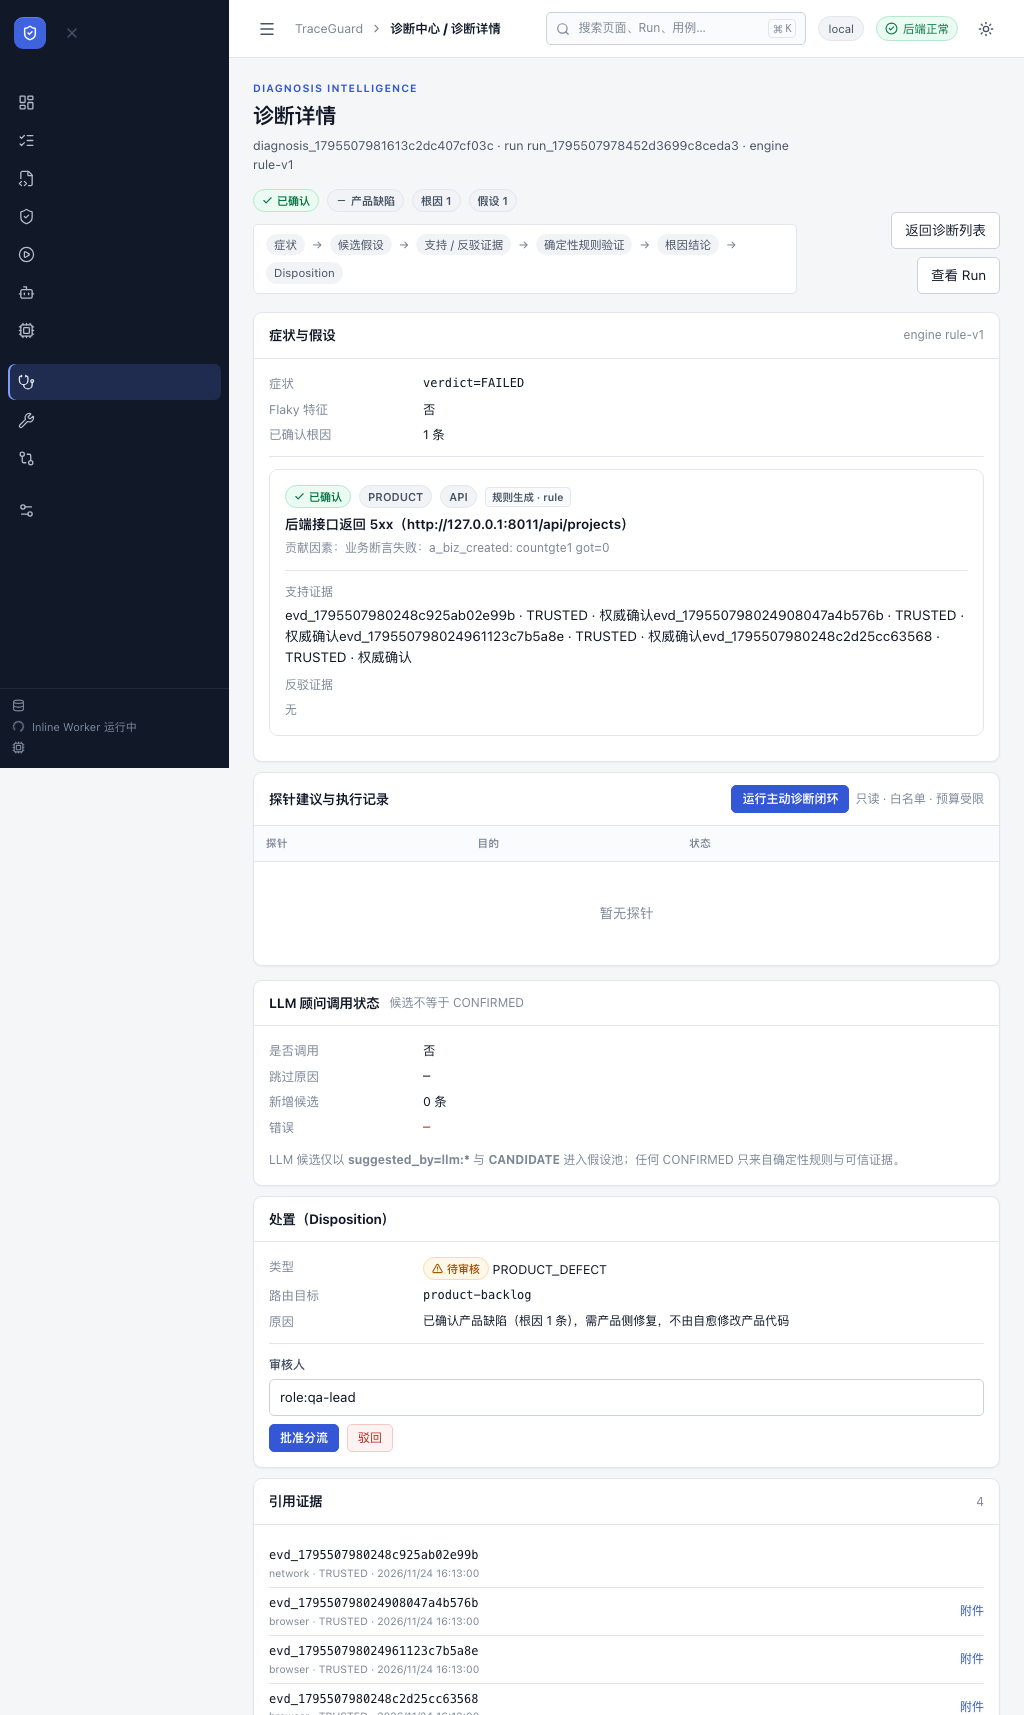 TraceGuard > 诊断中心 / 诊断详情
搜索页面、Run、用例...
⌘ K
local
后端正常
DIAGNOSIS INTELLIGENCE
诊断详情
diagnosis_1795507981613c2dc407cf03c · run run_1795507978452d3699c8ceda3 · engine
rule-v1
已确认
— 产品缺陷
根因 1
假设 1
症状 → 候选假设 → 支持 / 反驳证据 → 确定性规则验证 → 根因结论 →
Disposition
返回诊断列表
查看 Run
症状与假设
engine rule-v1
症状 verdict=FAILED
Flaky 特征 否
已确认根因 1 条
已确认 PRODUCT API 规则生成 · rule
后端接口返回 5xx（http://127.0.0.1:8011/api/projects）
贡献因素：业务断言失败：a_biz_created: countgte1 got=0
支持证据
evd_1795507980248c925ab02e99b · TRUSTED · 权威确认evd_179550798024908047a4b576b · TRUSTED ·
权威确认evd_179550798024961123c7b5a8e · TRUSTED · 权威确认evd_1795507980248c2d25cc63568 ·
TRUSTED · 权威确认
反驳证据
无
Inline Worker 运行中
探针建议与执行记录
运行主动诊断闭环 只读 · 白名单 · 预算受限
探针 目的 状态
暂无探针
LLM 顾问调用状态 候选不等于 CONFIRMED
是否调用 否
跳过原因 —
新增候选 0 条
错误 —
LLM 候选仅以 suggested_by=llm:* 与 CANDIDATE 进入假设池；任何 CONFIRMED 只来自确定性规则与可信证据。
处置（Disposition）
类型 待审核 PRODUCT_DEFECT
路由目标 product-backlog
原因 已确认产品缺陷（根因 1 条），需产品侧修复，不由自愈修改产品代码
审核人
role:qa-lead
批准分流 驳回
引用证据 4
evd_1795507980248c925ab02e99b
network · TRUSTED · 2026/11/24 16:13:00
evd_179550798024908047a4b576b
browser · TRUSTED · 2026/11/24 16:13:00
附件
evd_179550798024961123c7b5a8e
browser · TRUSTED · 2026/11/24 16:13:00
附件
evd_1795507980248c2d25cc63568
browser · TRUSTED · 2026/11/24 16:13:00
附件